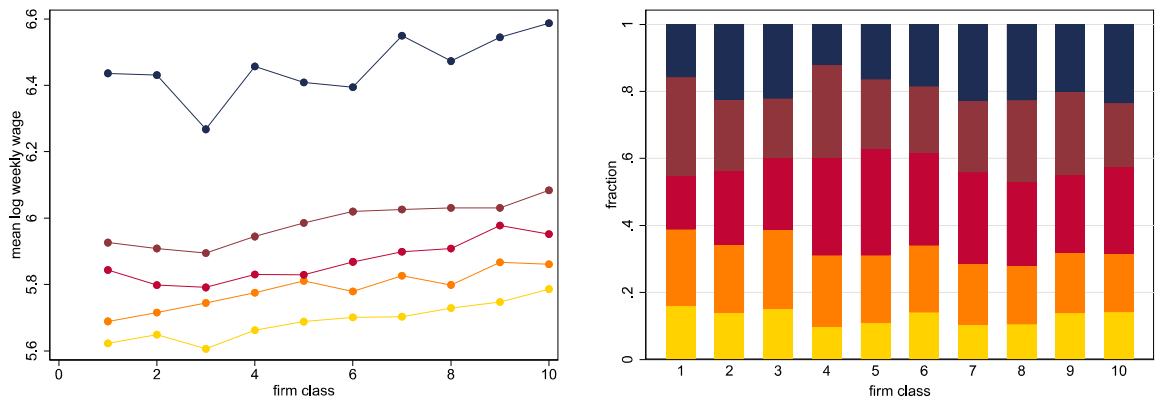 6.6
6.4
6.2
6
5.8
5.6
mean log weekly wage
0 2 4 6 8 10
firm class
1
.8
.6
.4
.2
0
fraction
1 2 3 4 5 6 7 8 9 10
firm class